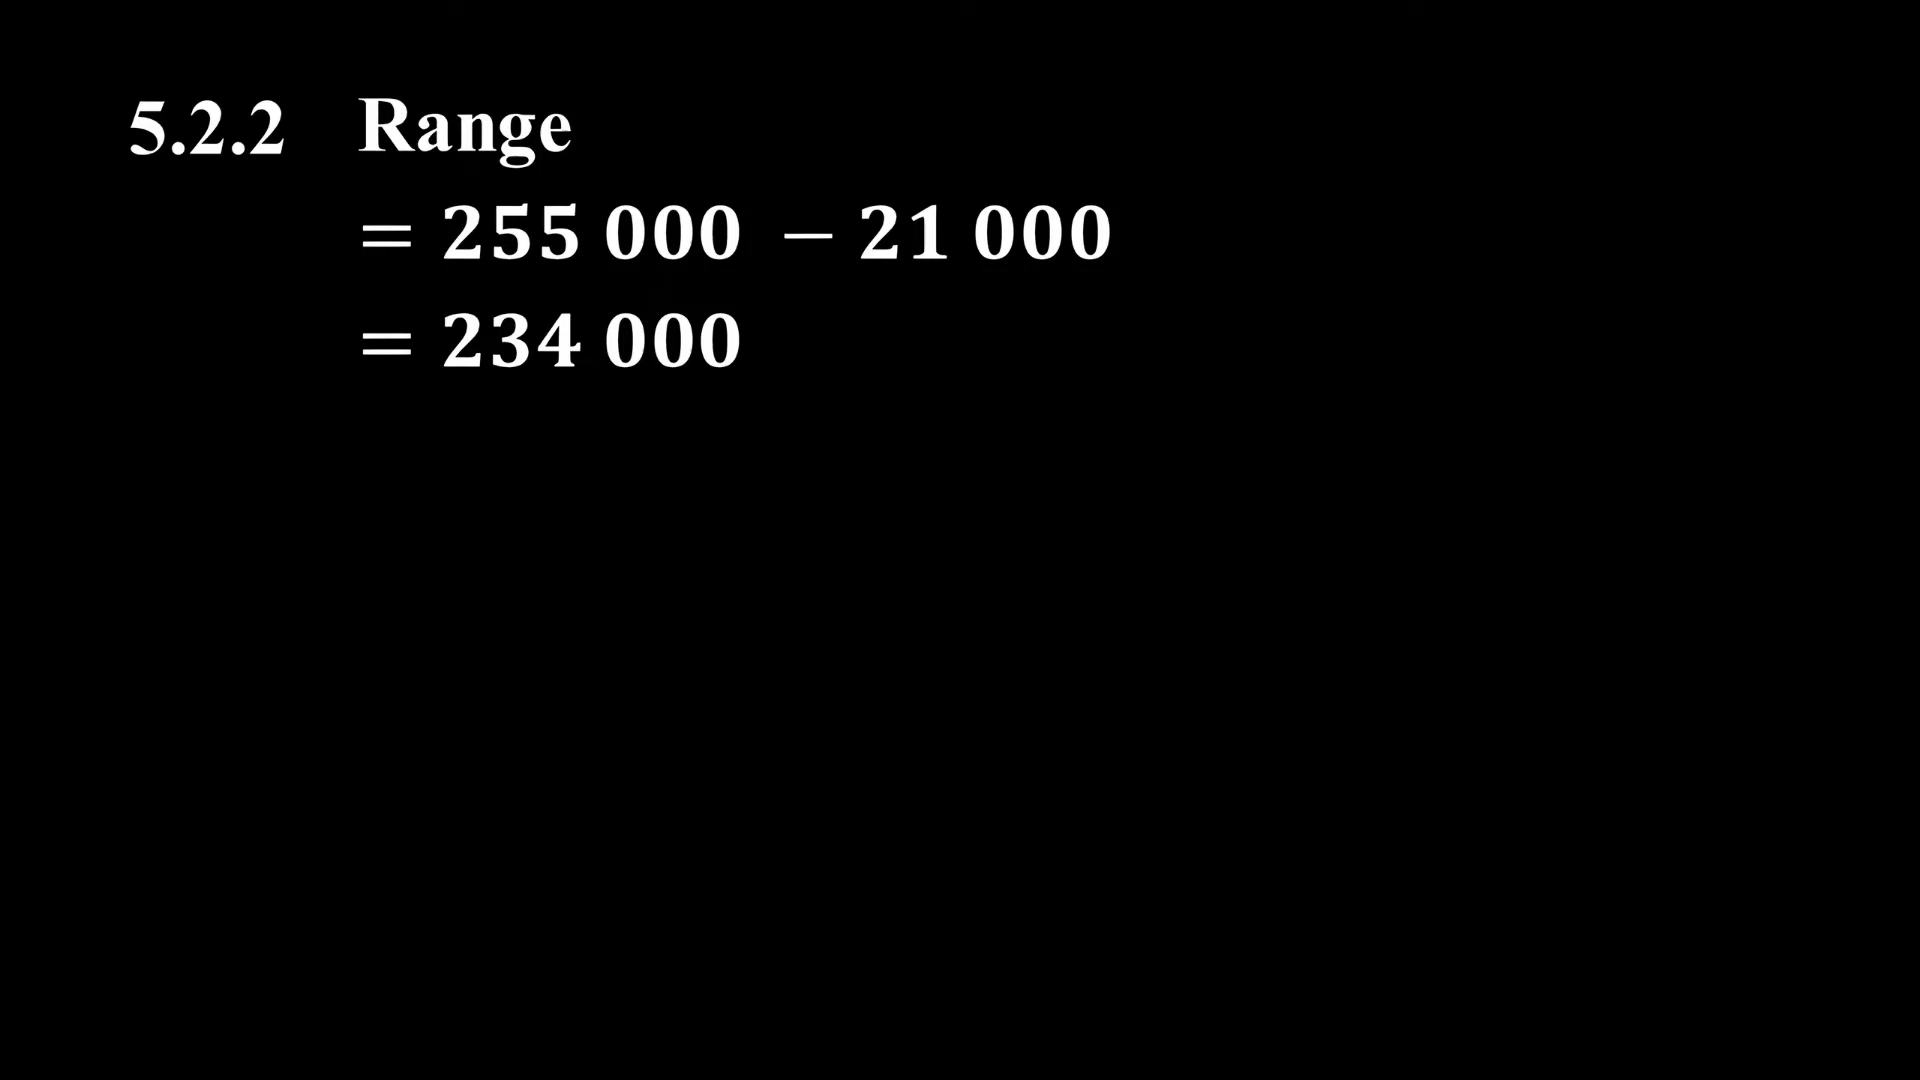 5.2.2 Range
= 255 000 − 21 000
= 234 000